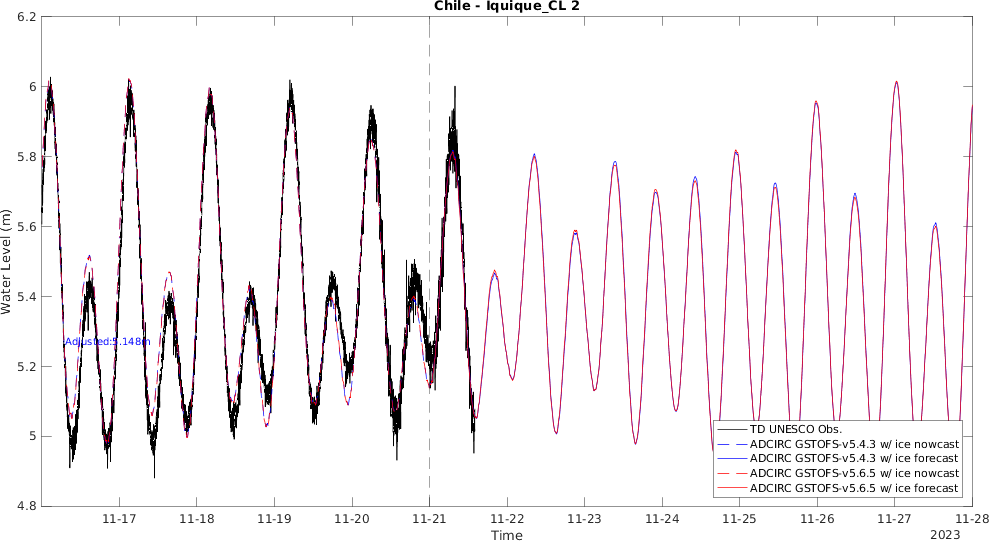 Chile - Iquique_CL 2
6.2
6
5.8
5.6
5.4
5.2
5
4.8
Water Level (m)
Adjusted:5.148m
TD UNESCO Obs.
ADCIRC GSTOFS-v5.4.3 w/ ice nowcast
ADCIRC GSTOFS-v5.4.3 w/ ice forecast
ADCIRC GSTOFS-v5.6.5 w/ ice nowcast
ADCIRC GSTOFS-v5.6.5 w/ ice forecast
11-17 11-18 11-19 11-20 11-21 11-22 11-23 11-24 11-25 11-26 11-27 11-28
Time
2023